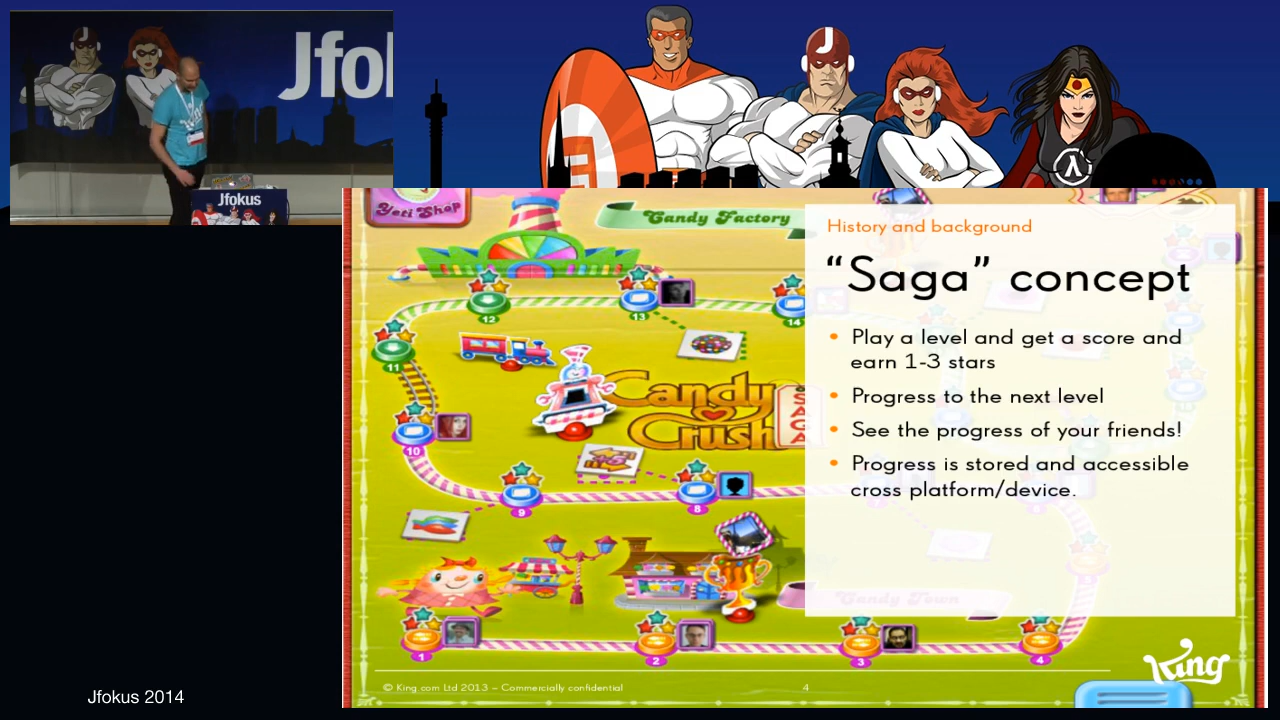 Jfo
Jfokus
J
λ
Yeti Shop
Candy Factory
12
13
14
11
Candy
Crush
SAGA
10
+5
9
8
Candy Town
1
2
3
4
History and background
“Saga” concept
• Play a level and get a score and
earn 1-3 stars
• Progress to the next level
• See the progress of your friends!
• Progress is stored and accessible
cross platform/device.
© King.com Ltd 2013 – Commercially confidential
4
King
Jfokus 2014